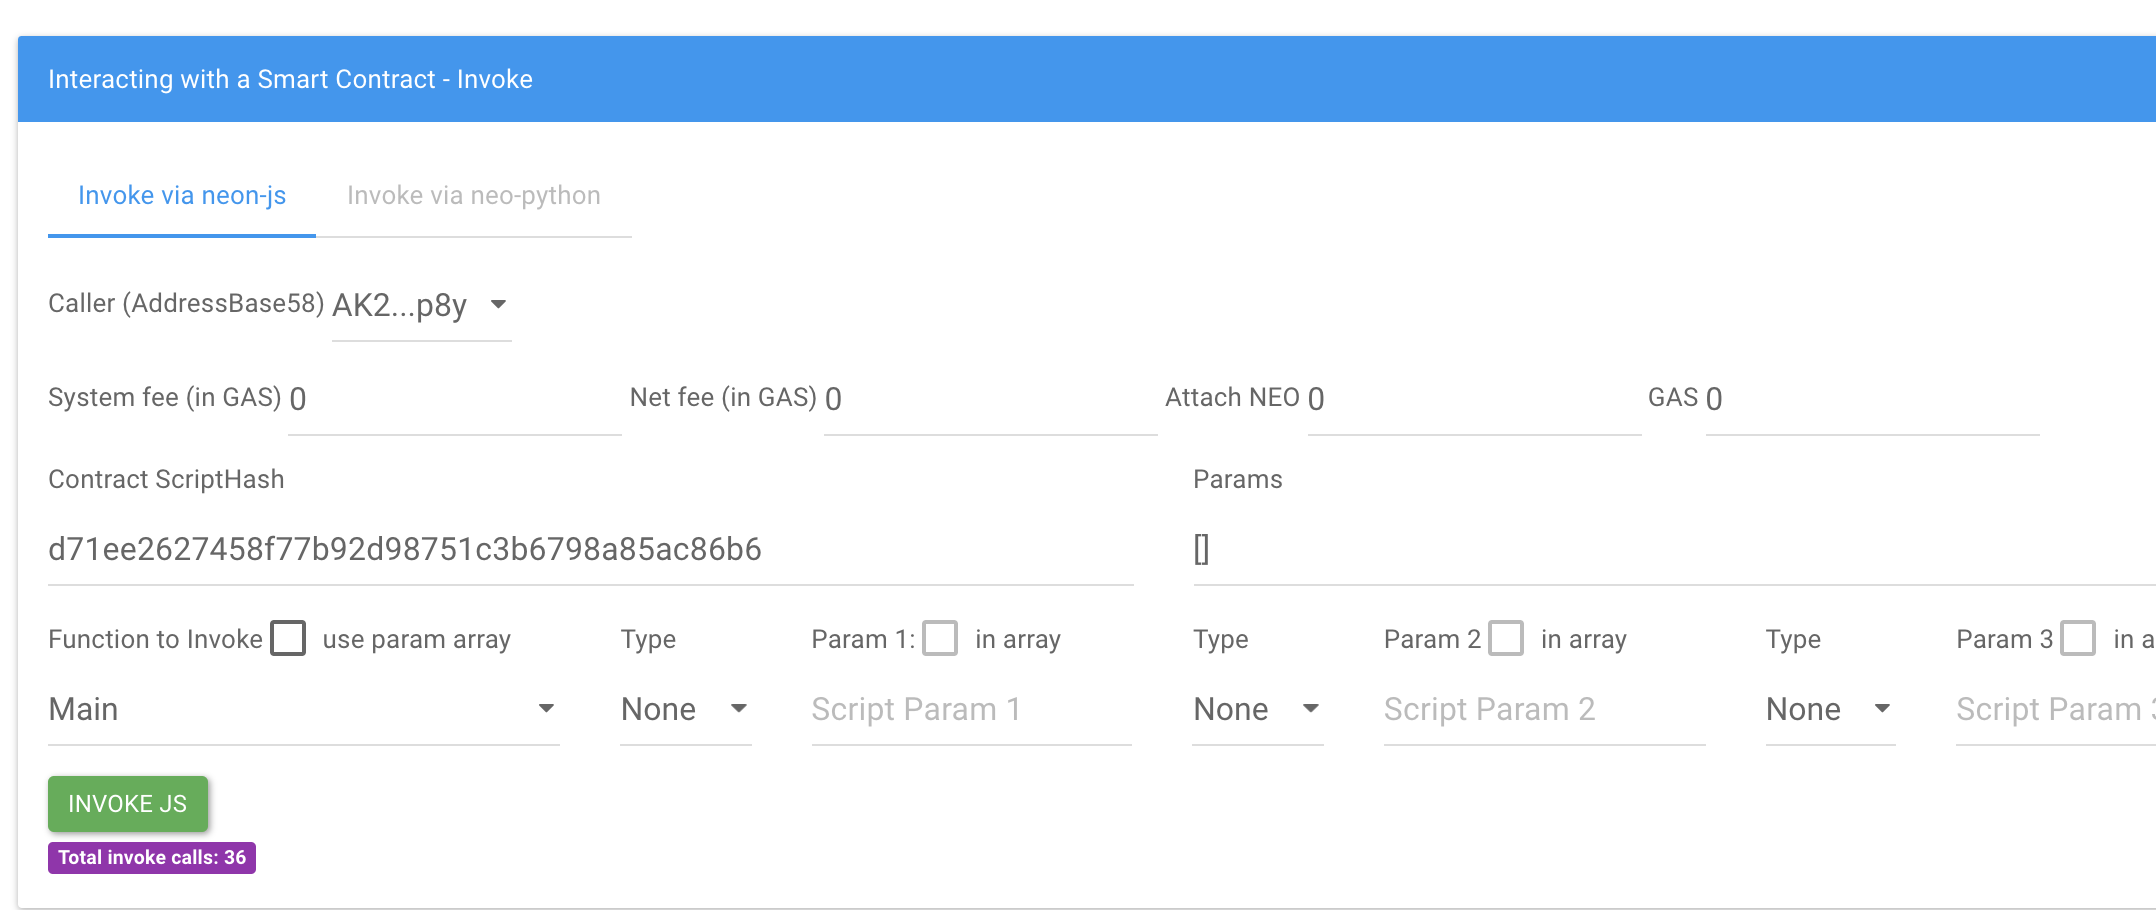 Interacting with a Smart Contract - Invoke
Invoke via neon-js Invoke via neo-python
Caller (AddressBase58) AK2...p8y
System fee (in GAS) 0 Net fee (in GAS) 0 Attach NEO 0 GAS 0
Contract ScriptHash Params
d71ee2627458f77b92d98751c3b6798a85ac86b6 []
Function to Invoke use param array Type Param 1: in array Type Param 2 in array Type Param 3 in a
Main None Script Param 1 None Script Param 2 None Script Param 3
INVOKE JS
Total invoke calls: 36